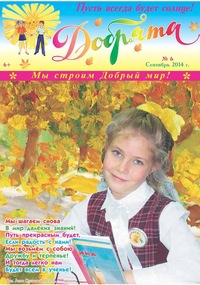 Пусть всегда будет солнце!
Добрята
№ 6
Сентябрь 2014 г.
6+
Мы строим Добрый мир!
Мы шагаем снова
В мир далёких знаний!
Путь прекрасным будет,
Если радость с нами!
Мы возьмём с собою
Дружбу и терпенье!
И тогда легко нам
Будет всем в ученье!